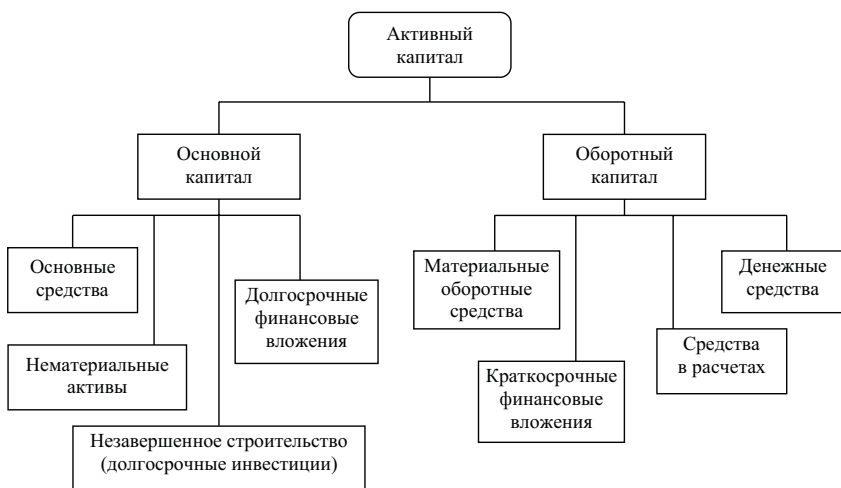 Активный
капитал
Основной
капитал
Оборотный
капитал
Основные
средства
Нематериальные
активы
Незавершенное строительство
(долгосрочные инвестиции)
Долгосрочные
финансовые
вложения
Материальные
оборотные
средства
Краткосрочные
финансовые
вложения
Средства
в расчетах
Денежные
средства